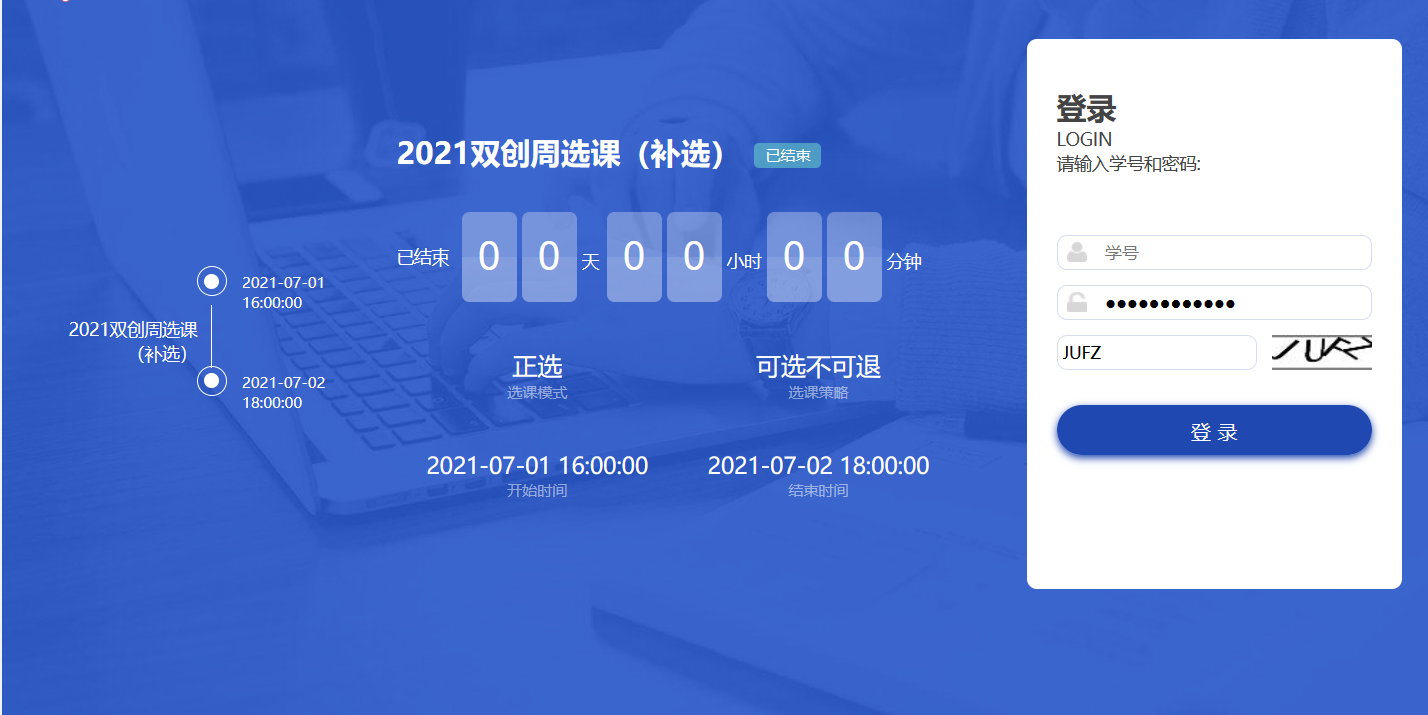 2021双创周选课（补选） 已结束
已结束 0 0 天 0 0 小时 0 0 分钟
2021-07-01
16:00:00
2021双创周选课
（补选）
2021-07-02
18:00:00
正选
选课模式
可选不可退
选课策略
2021-07-01 16:00:00
开始时间
2021-07-02 18:00:00
结束时间
登录
LOGIN
请输入学号和密码:
学号
●●●●●●●●●●●●
JUFZ
登 录